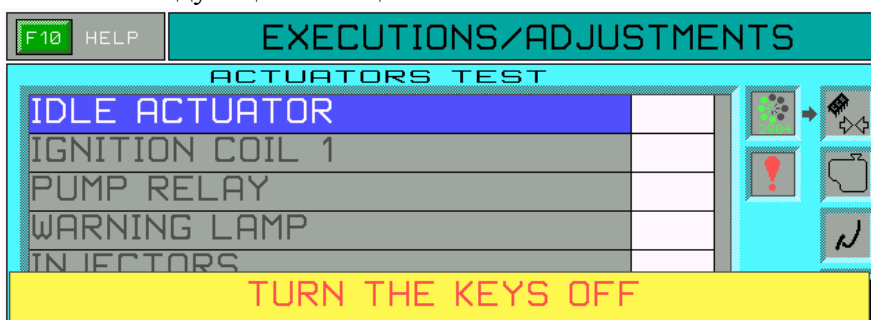 F10 HELP
EXECUTIONS/ADJUSTMENTS
ACTUATORS TEST
IDLE ACTUATOR
IGNITION COIL 1
PUMP RELAY
WARNING LAMP
INJECTORS
TURN THE KEYS OFF